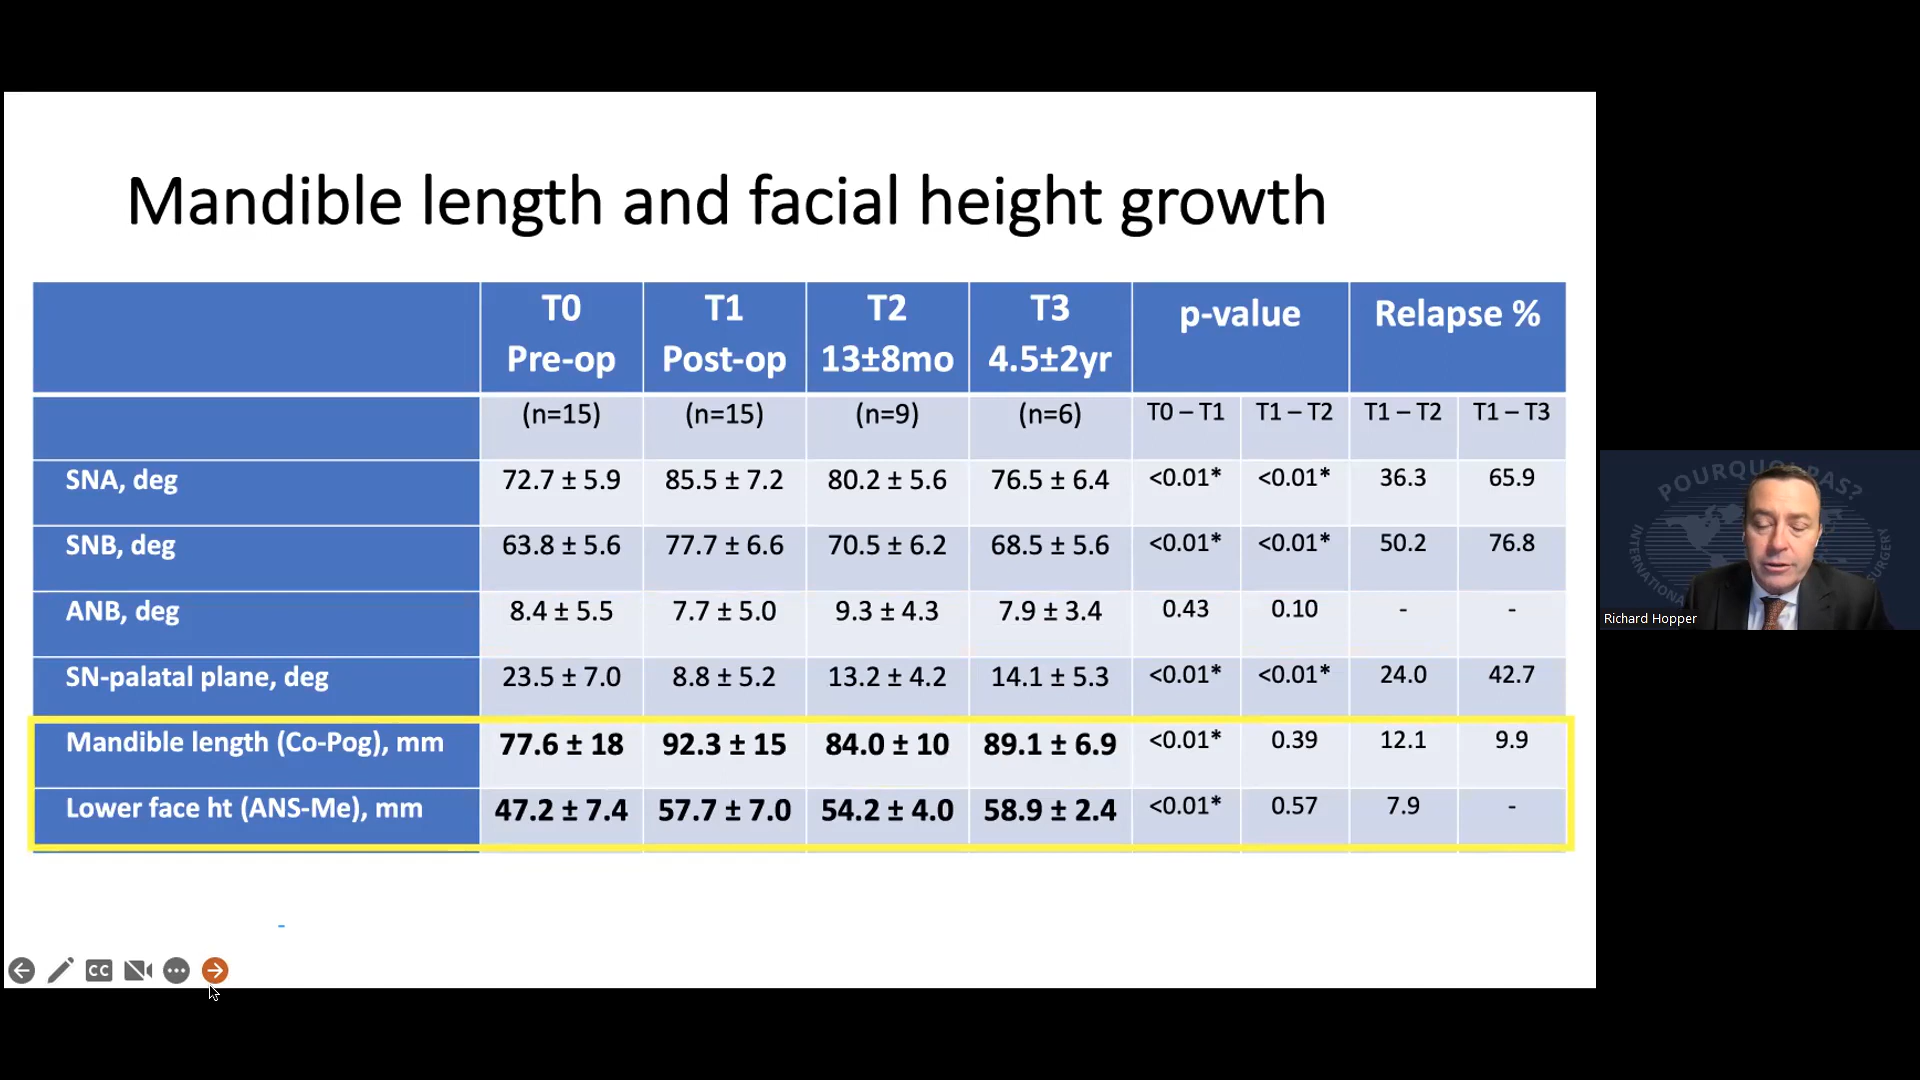 Mandible length and facial height growth
T0 T1 T2 T3 p-value Relapse %
Pre-op Post-op 13±8mo 4.5±2yr
(n=15) (n=15) (n=9) (n=6) T0 – T1 T1 – T2 T1 – T2 T1 – T3
SNA, deg 72.7 ± 5.9 85.5 ± 7.2 80.2 ± 5.6 76.5 ± 6.4 <0.01* <0.01* 36.3 65.9
SNB, deg 63.8 ± 5.6 77.7 ± 6.6 70.5 ± 6.2 68.5 ± 5.6 <0.01* <0.01* 50.2 76.8
ANB, deg 8.4 ± 5.5 7.7 ± 5.0 9.3 ± 4.3 7.9 ± 3.4 0.43 0.10 - -
SN-palatal plane, deg 23.5 ± 7.0 8.8 ± 5.2 13.2 ± 4.2 14.1 ± 5.3 <0.01* <0.01* 24.0 42.7
Mandible length (Co-Pog), mm 77.6 ± 18 92.3 ± 15 84.0 ± 10 89.1 ± 6.9 <0.01* 0.39 12.1 9.9
Lower face ht (ANS-Me), mm 47.2 ± 7.4 57.7 ± 7.0 54.2 ± 4.0 58.9 ± 2.4 <0.01* 0.57 7.9 -
CC
PAS?
SURGERY
Richard Hopper